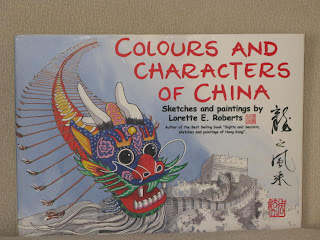 COLOURS AND
CHARACTERS
OF CHINA
Sketches and paintings by
Lorette E. Roberts
Author of the Best Selling book "Sights and Secrets,
sketches and paintings of Hong Kong".
龍之風采